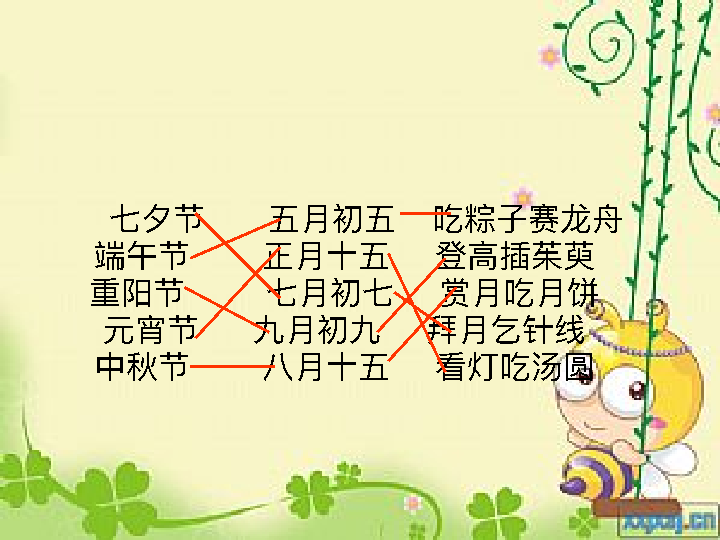 七夕节 五月初五 吃粽子赛龙舟
端午节 正月十五 登高插茱萸
重阳节 七月初七 赏月吃月饼
元宵节 九月初九 拜月乞针线
中秋节 八月十五 看灯吃汤圆